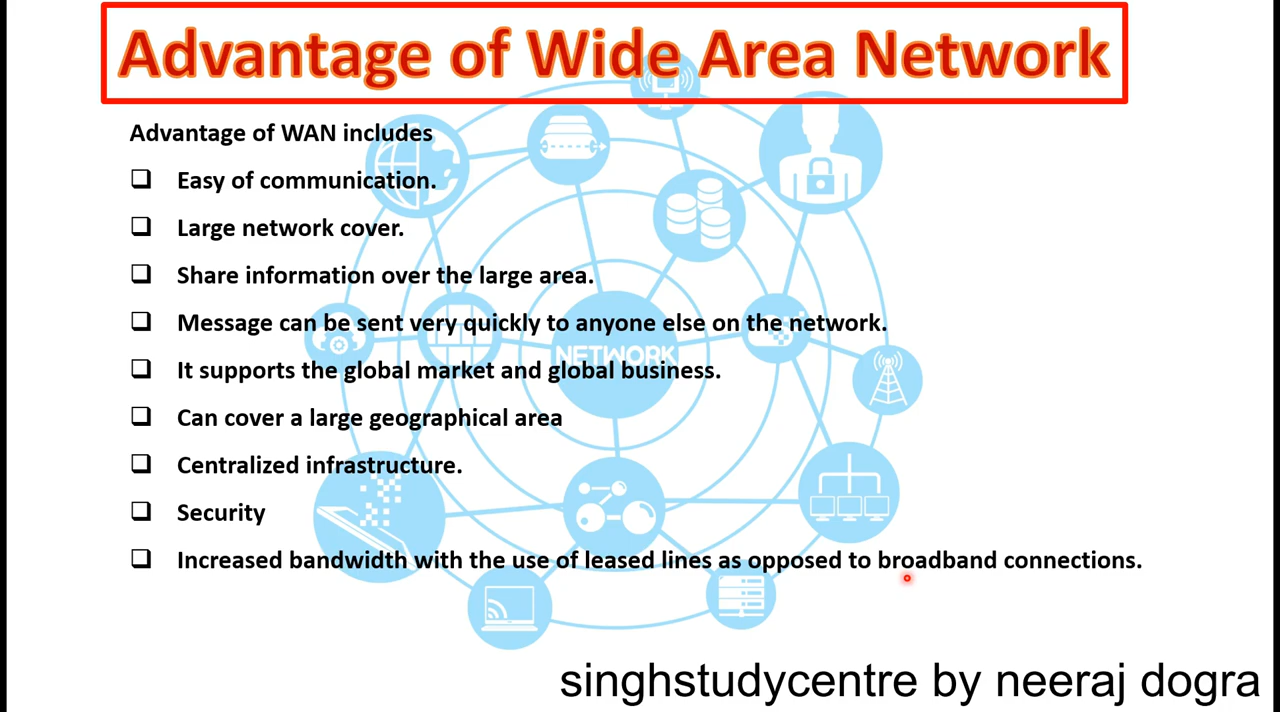 Advantage of Wide Area Network
Advantage of WAN includes
Easy of communication.
Large network cover.
Share information over the large area.
Message can be sent very quickly to anyone else on the network.
NETWORK
It supports the global market and global business.
Can cover a large geographical area
Centralized infrastructure.
Security
Increased bandwidth with the use of leased lines as opposed to broadband connections.
singhstudycentre by neeraj dogra